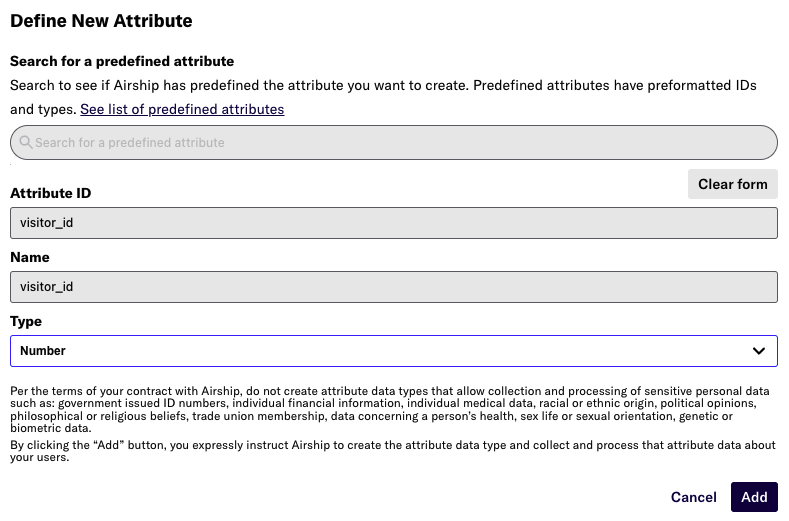 Define New Attribute
Search for a predefined attribute
Search to see if Airship has predefined the attribute you want to create. Predefined attributes have preformatted IDs
and types. See list of predefined attributes
Search for a predefined attribute
Clear form
Attribute ID
visitor_id
Name
visitor_id
Type
Number
Per the terms of your contract with Airship, do not create attribute data types that allow collection and processing of sensitive personal data
such as: government issued ID numbers, individual financial information, individual medical data, racial or ethnic origin, political opinions,
philosophical or religious beliefs, trade union membership, data concerning a person's health, sex life or sexual orientation, genetic or
biometric data.
By clicking the “Add” button, you expressly instruct Airship to create the attribute data type and collect and process that attribute data about
your users.
Cancel
Add